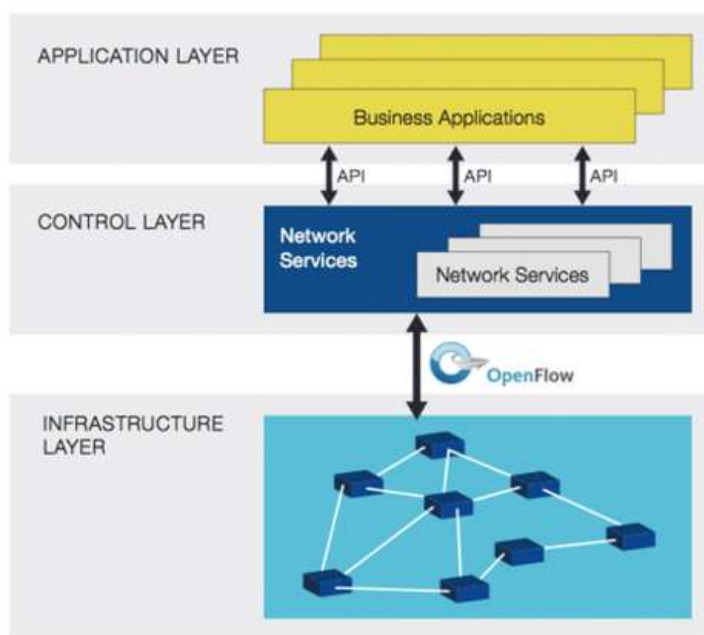 APPLICATION LAYER
Business Applications
API
API
API
CONTROL LAYER
Network
Services
Network Services
OpenFlow
INFRASTRUCTURE
LAYER